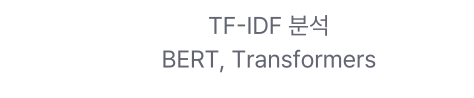 TF-IDF 분석
BERT, Transformers